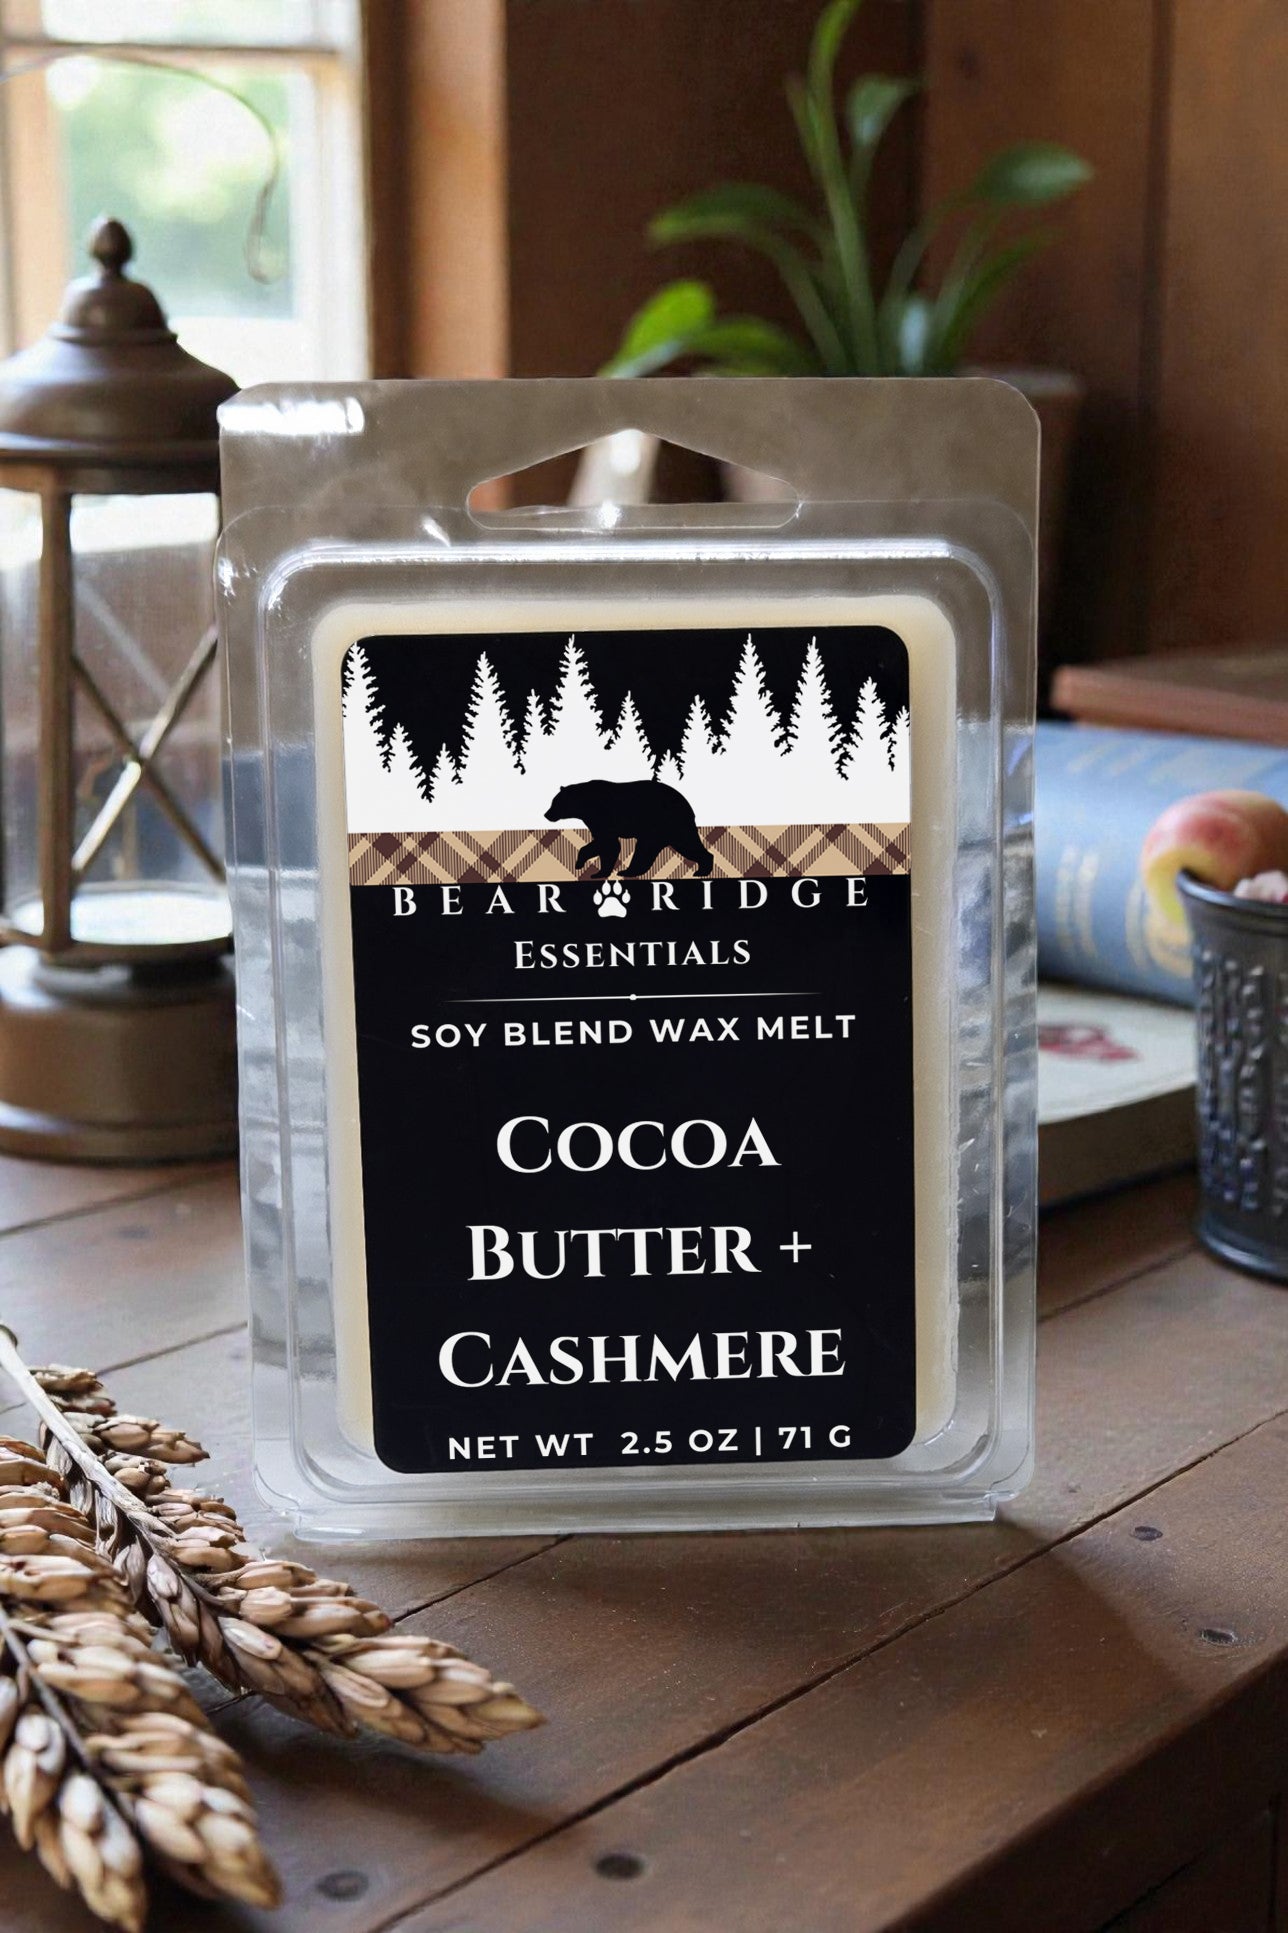 BEAR RIDGE
ESSENTIALS
SOY BLEND WAX MELT
COCOA
BUTTER +
CASHMERE
NET WT 2.5 OZ | 71 G